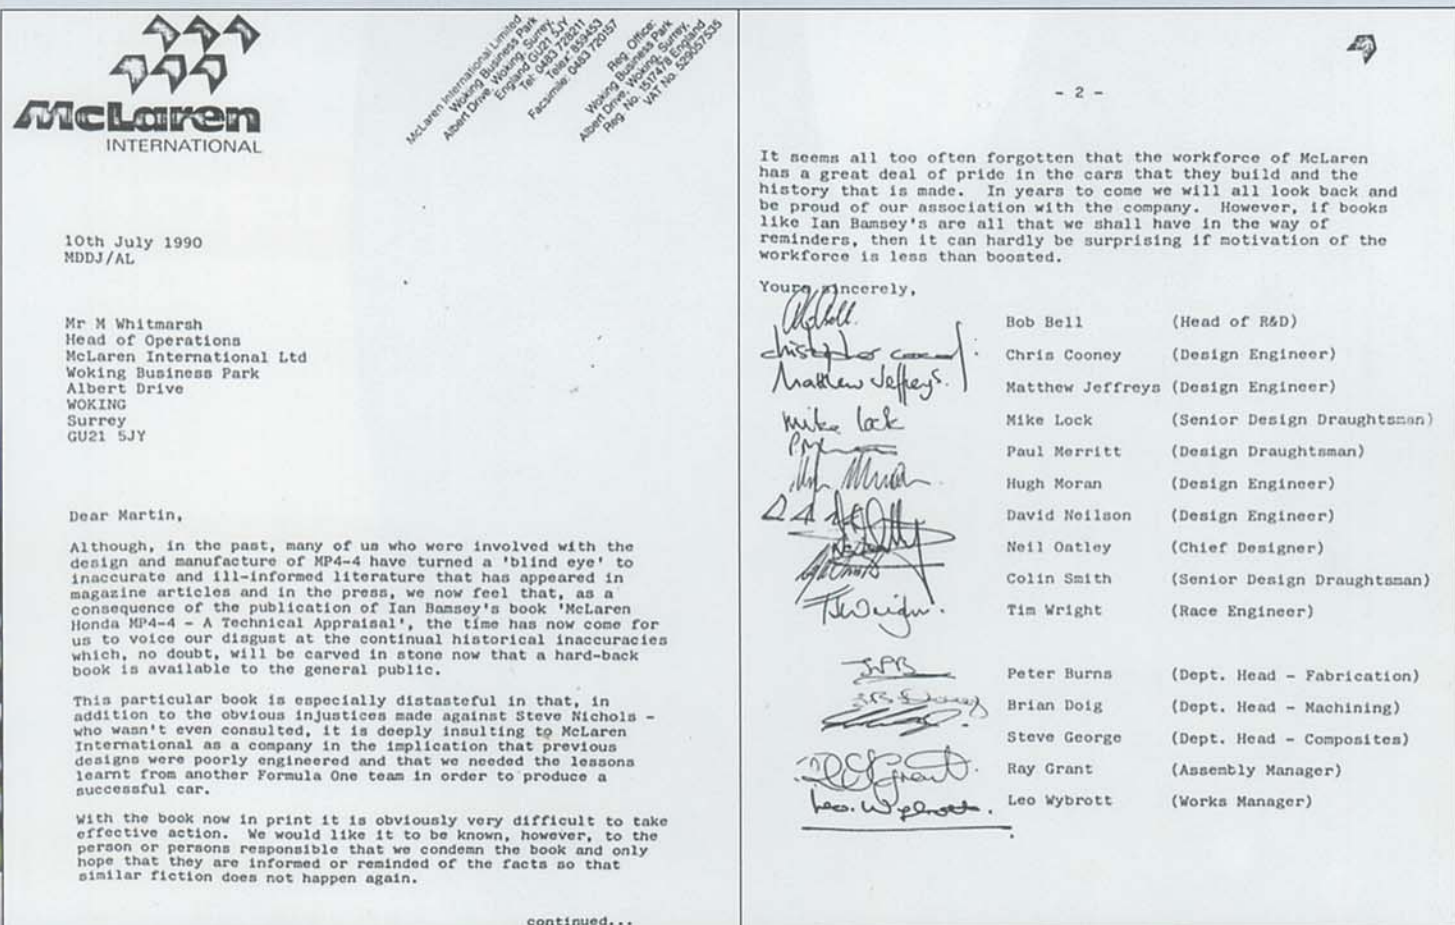 McLaren
INTERNATIONAL
McLaren International Limited
Woking Business Park
Albert Drive, Woking, Surrey,
England GU21 5JY
Tel: 0483 728211
Telex: 859453
Facsimile: 0483 720157
Reg. Office:
Woking Business Park
Albert Drive, Woking, Surrey,
Reg. No. 1517478 England
VAT No. 529057535
10th July 1990
MDDJ/AL
Mr M Whitmarsh
Head of Operations
McLaren International Ltd
Woking Business Park
Albert Drive
WOKING
Surrey
GU21 5JY
Dear Martin,
Although, in the past, many of us who were involved with the
design and manufacture of MP4-4 have turned a 'blind eye' to
inaccurate and ill-informed literature that has appeared in
magazine articles and in the press, we now feel that, as a
consequence of the publication of Ian Bamsey's book 'McLaren
Honda MP4-4 - A Technical Appraisal', the time has now come for
us to voice our disgust at the continual historical inaccuracies
which, no doubt, will be carved in stone now that a hard-back
book is available to the general public.
This particular book is especially distasteful in that, in
addition to the obvious injustices made against Steve Nichols -
who wasn't even consulted, it is deeply insulting to McLaren
International as a company in the implication that previous
designs were poorly engineered and that we needed the lessons
learnt from another Formula One team in order to produce a
successful car.
With the book now in print it is obviously very difficult to take
effective action. We would like it to be known, however, to the
person or persons responsible that we condemn the book and only
hope that they are informed or reminded of the facts so that
similar fiction does not happen again.
continued...
- 2 -
It seems all too often forgotten that the workforce of McLaren
has a great deal of pride in the cars that they build and the
history that is made. In years to come we will all look back and
be proud of our association with the company. However, if books
like Ian Bamsey's are all that we shall have in the way of
reminders, then it can hardly be surprising if motivation of the
workforce is less than boosted.
Yours sincerely,
Bob Bell (Head of R&D)
Chris Cooney (Design Engineer)
Matthew Jeffreys. Matthew Jeffreys (Design Engineer)
mike lock Mike Lock (Senior Design Draughtsman)
Paul Merritt (Design Draughtsman)
Hugh Moran (Design Engineer)
David Neilson (Design Engineer)
Neil Oatley (Chief Designer)
Colin Smith (Senior Design Draughtsman)
Tim Wright (Race Engineer)
Peter Burns (Dept. Head - Fabrication)
Brian Doig (Dept. Head - Machining)
Steve George (Dept. Head - Composites)
Ray Grant (Assembly Manager)
Leo. Wybrott. Leo Wybrott (Works Manager)